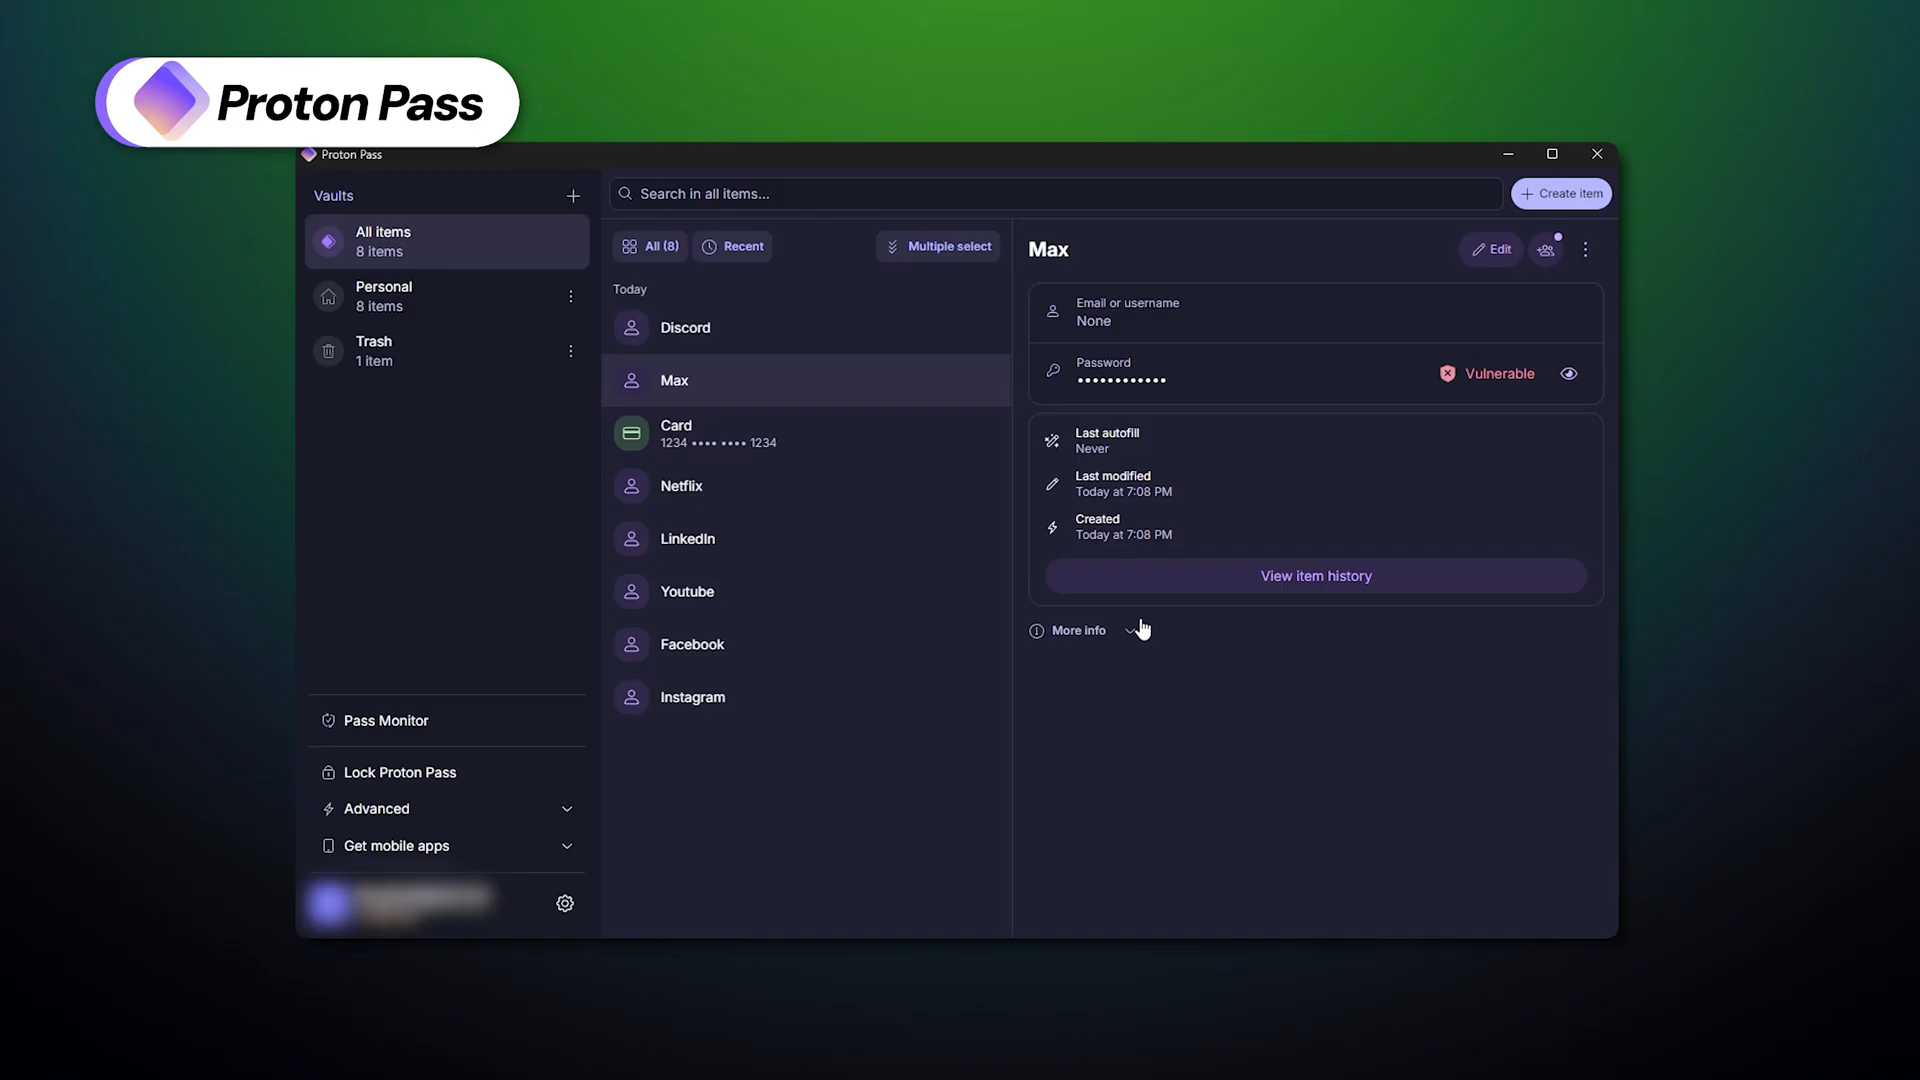 Proton Pass
Proton Pass
Vaults
All items
8 items
Personal
8 items
Trash
1 item
Pass Monitor
Lock Proton Pass
Advanced
Get mobile apps
Search in all items...
Create item
All (8)
Recent
Multiple select
Today
Discord
Max
Card
1234 •••• •••• 1234
Netflix
LinkedIn
Youtube
Facebook
Instagram
Max
Edit
Email or username
None
Password
••••••••••••
Vulnerable
Last autofill
Never
Last modified
Today at 7:08 PM
Created
Today at 7:08 PM
View item history
More info